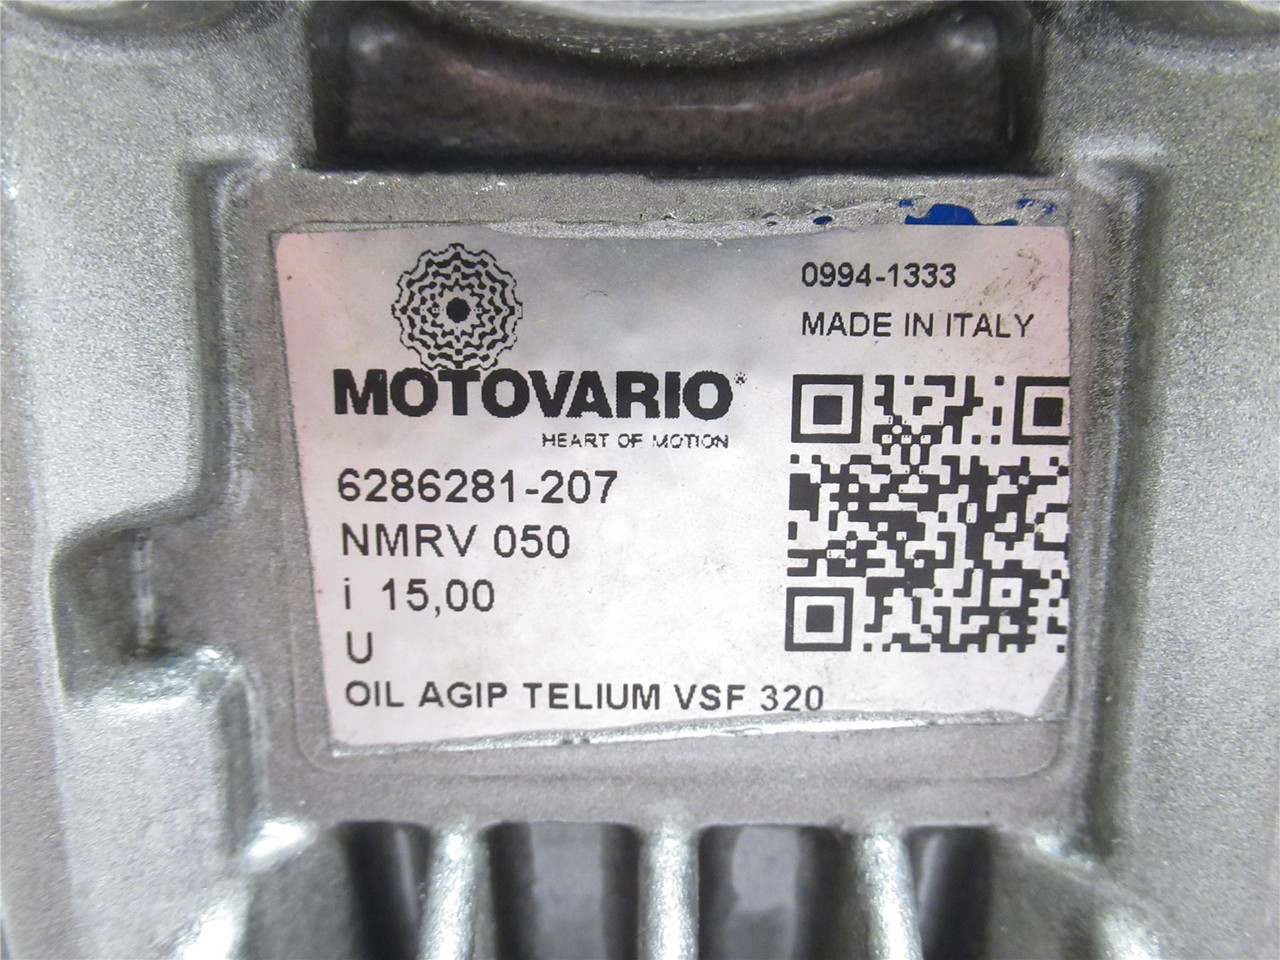 0994-1333
MADE IN ITALY
MOTOVARIO®
HEART OF MOTION
6286281-207
NMRV 050
i 15,00
U
OIL AGIP TELIUM VSF 320